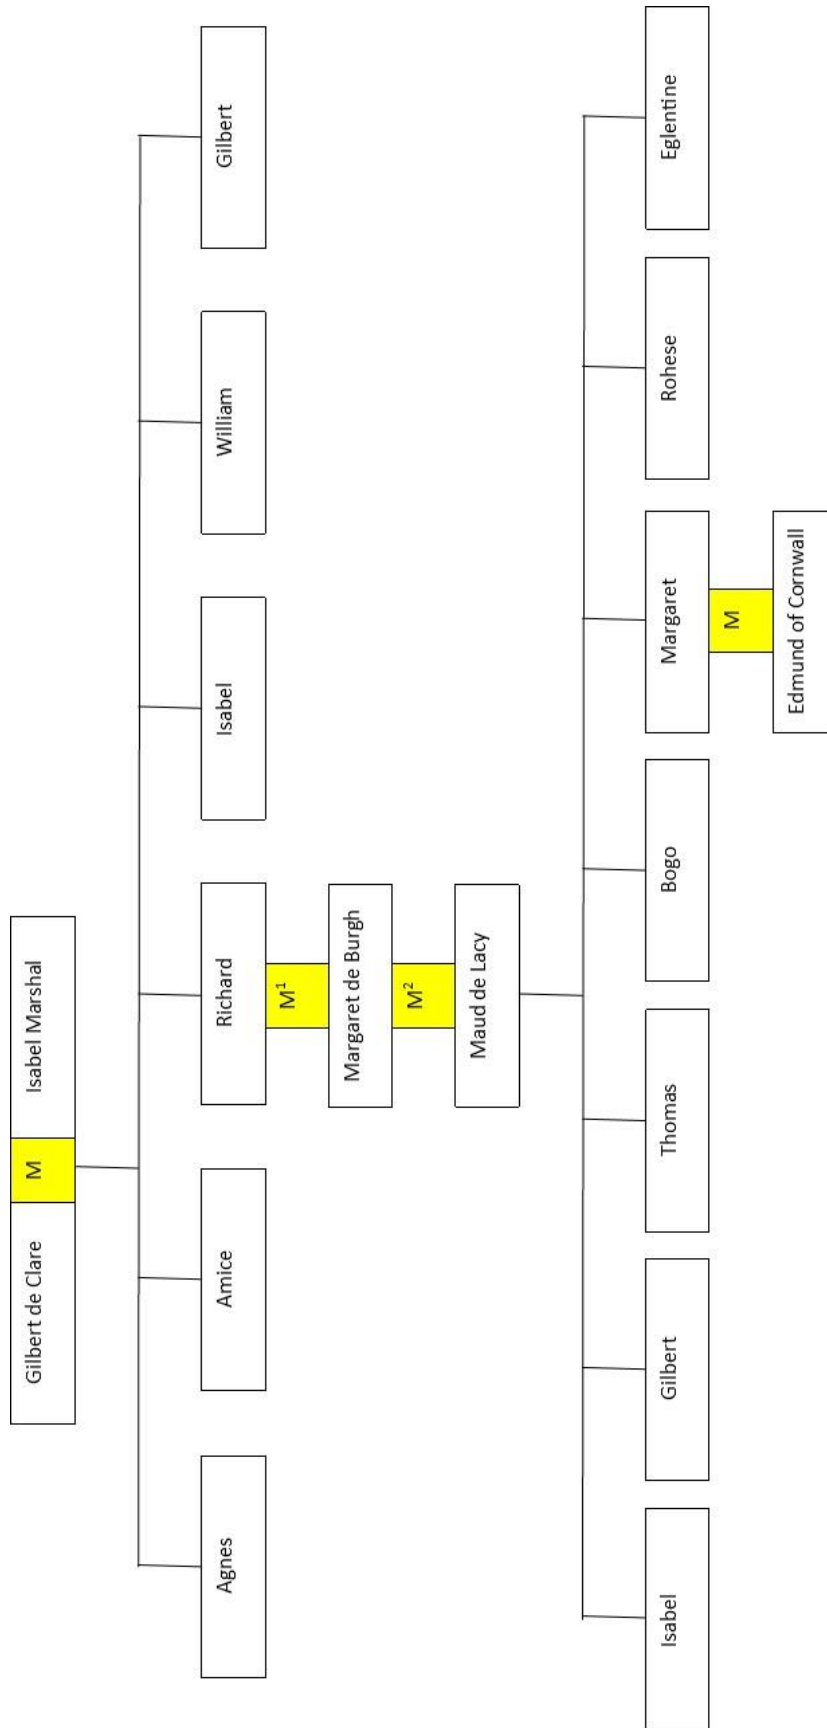 Gilbert de Clare
M
Isabel Marshal
Agnes
Amice
Richard
Isabel
William
Gilbert
M¹
Margaret de Burgh
M²
Maud de Lacy
Isabel
Gilbert
Thomas
Bogo
Margaret
Rohese
Eglentine
M
Edmund of Cornwall